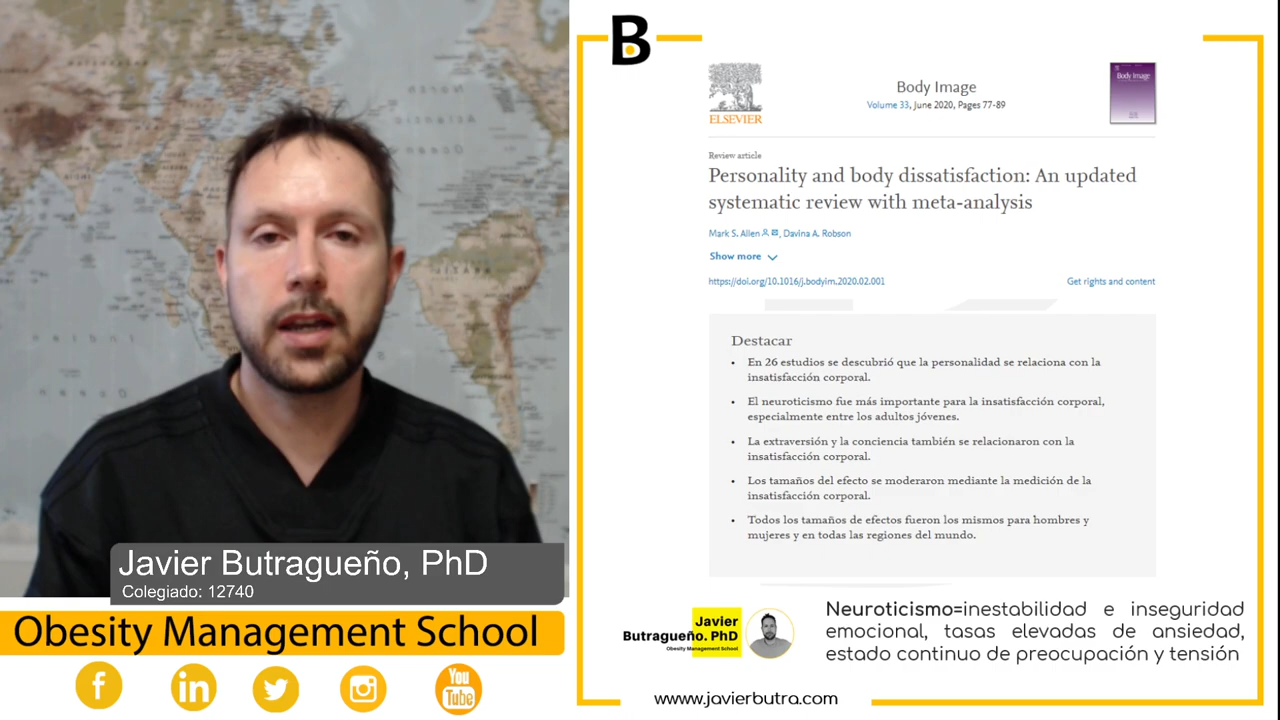 Javier Butragueño, PhD
Colegiado: 12740
Obesity Management School
You
Tube
B
ELSEVIER
Body Image
Volume 33, June 2020, Pages 77-89
Body Image
Review article
Personality and body dissatisfaction: An updated
systematic review with meta-analysis
Mark S. Allen, Davina A. Robson
Show more
https://doi.org/10.1016/j.bodyim.2020.02.001
Get rights and content
Destacar
• En 26 estudios se descubrió que la personalidad se relaciona con la
insatisfacción corporal.
• El neuroticismo fue más importante para la insatisfacción corporal,
especialmente entre los adultos jóvenes.
• La extraversión y la conciencia también se relacionaron con la
insatisfacción corporal.
• Los tamaños del efecto se moderaron mediante la medición de la
insatisfacción corporal.
• Todos los tamaños de efectos fueron los mismos para hombres y
mujeres y en todas las regiones del mundo.
Javier
Butragueño. PhD
Obesity Management School
Neuroticismo=inestabilidad e inseguridad
emocional, tasas elevadas de ansiedad,
estado continuo de preocupación y tensión
www.javierbutra.com